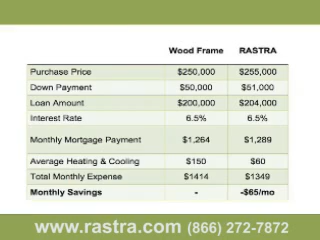 Wood Frame RASTRA
Purchase Price $250,000 $255,000
Down Payment $50,000 $51,000
Loan Amount $200,000 $204,000
Interest Rate 6.5% 6.5%
Monthly Mortgage Payment $1,264 $1,289
Average Heating & Cooling $150 $60
Total Monthly Expense $1414 $1349
Monthly Savings - -$65/mo
www.rastra.com (866) 272-7872